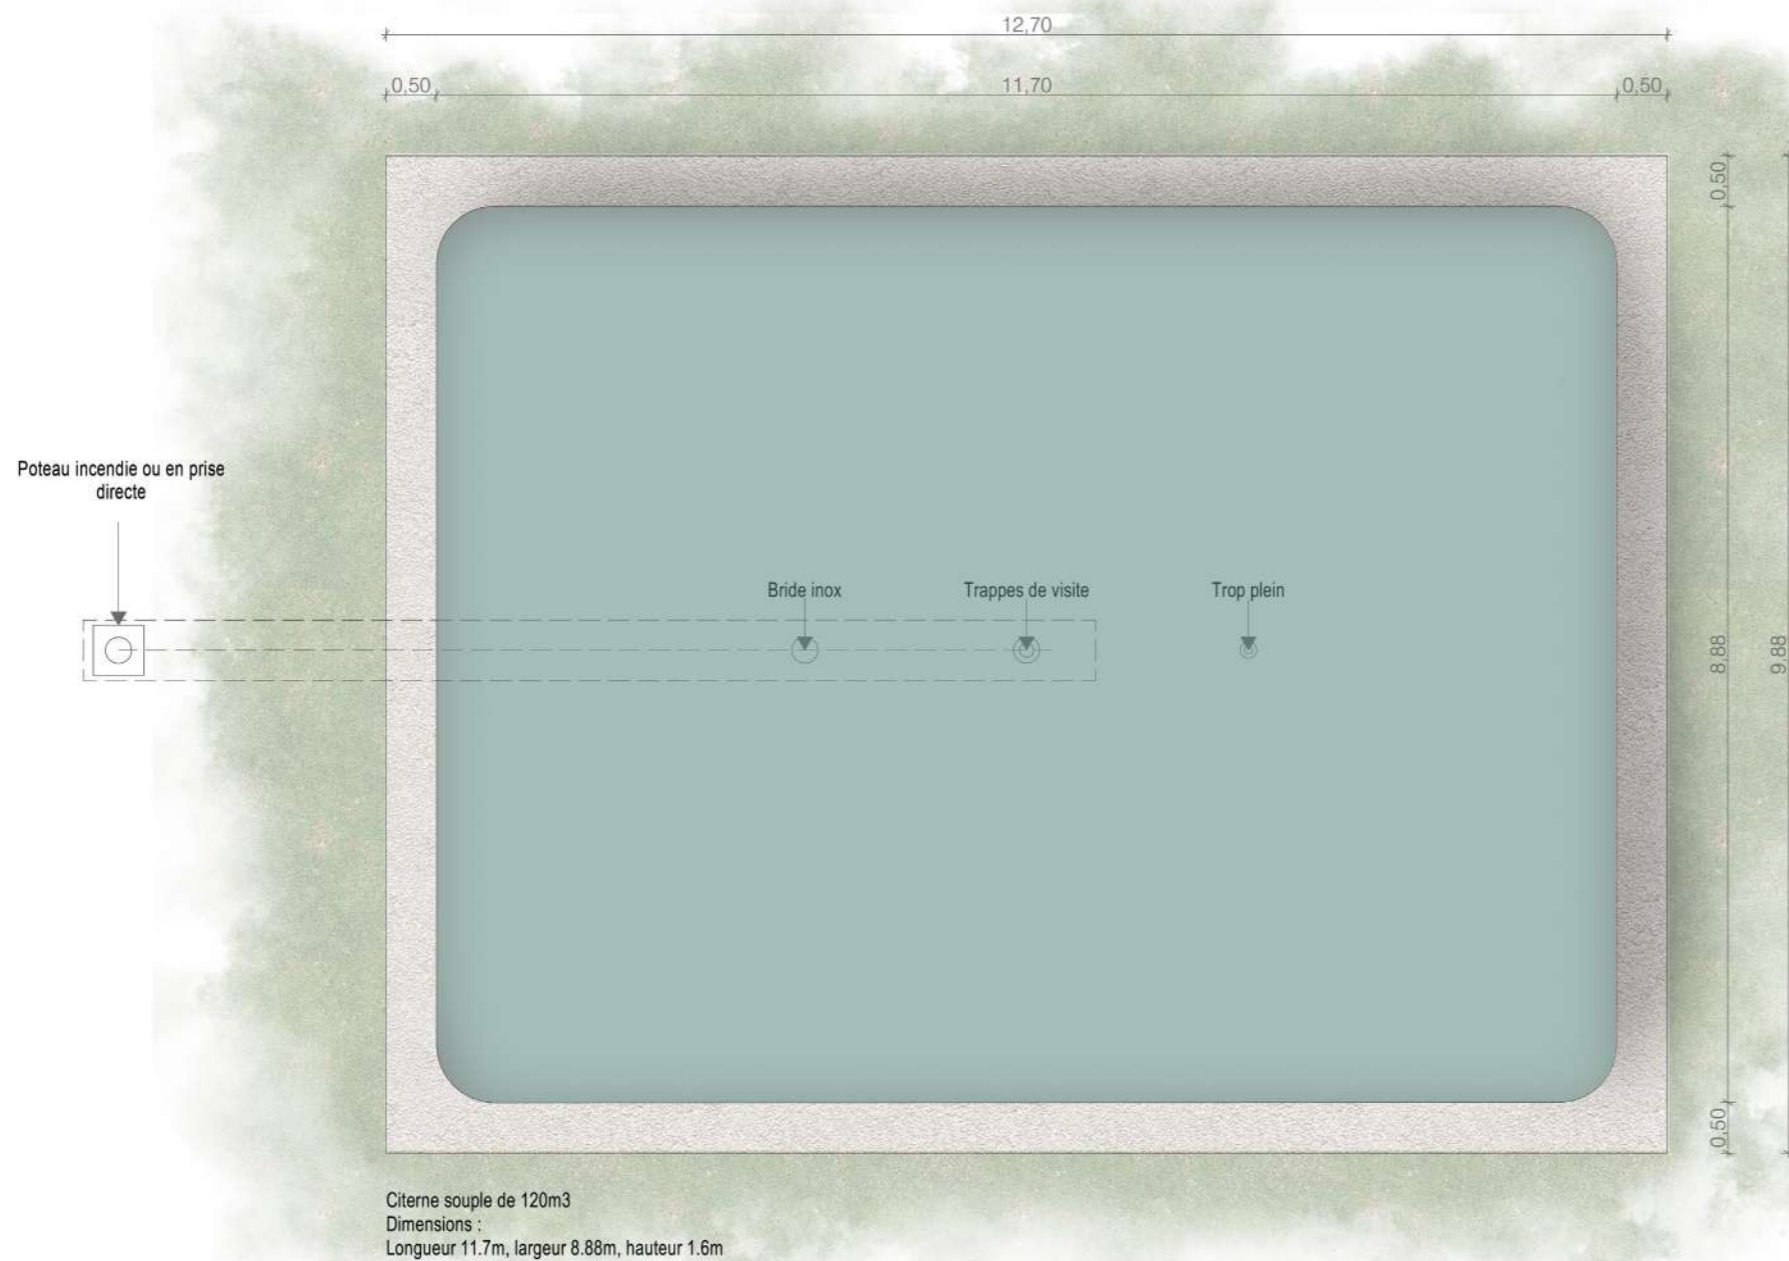 12,70
0,50
11,70
0,50
0,50
Poteau incendie ou en prise
directe
Bride inox
Trappes de visite
Trop plein
8,88
9,88
0,50
Citerne souple de 120m3
Dimensions :
Longueur 11.7m, largeur 8.88m, hauteur 1.6m